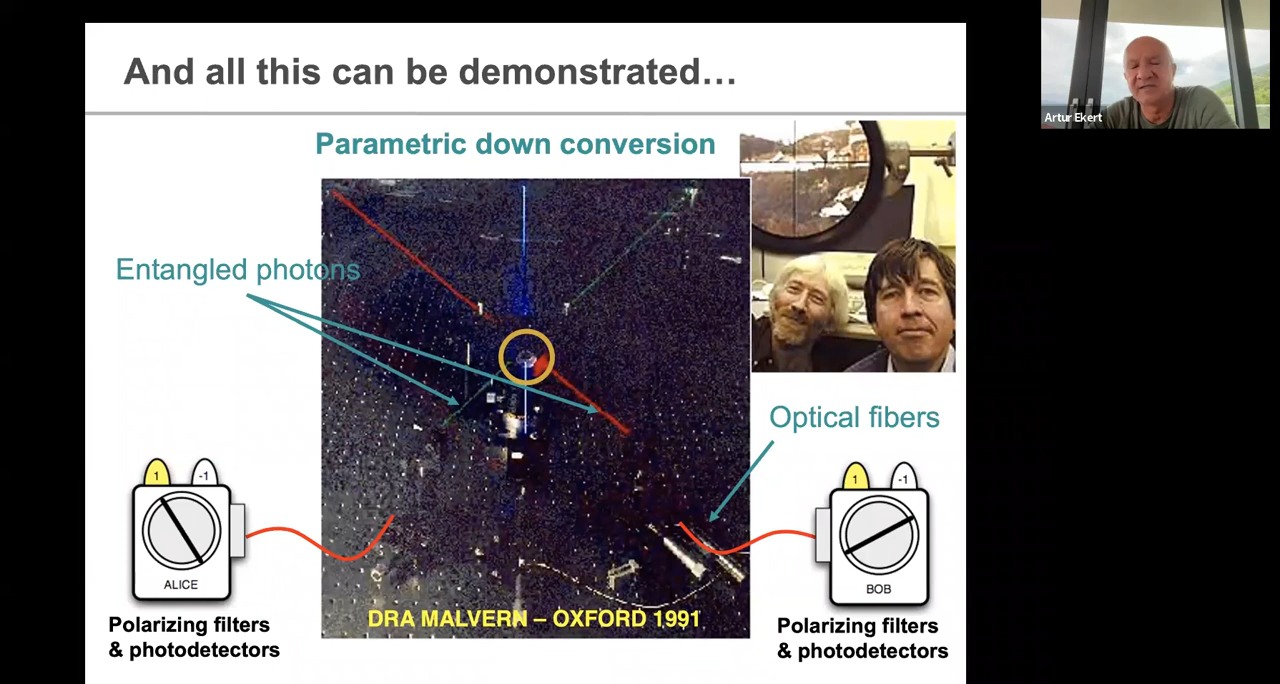 And all this can be demonstrated…
Artur Ekert
Parametric down conversion
Entangled photons
Optical fibers
1 -1
ALICE
1 -1
BOB
DRA MALVERN – OXFORD 1991
Polarizing filters
& photodetectors
Polarizing filters
& photodetectors